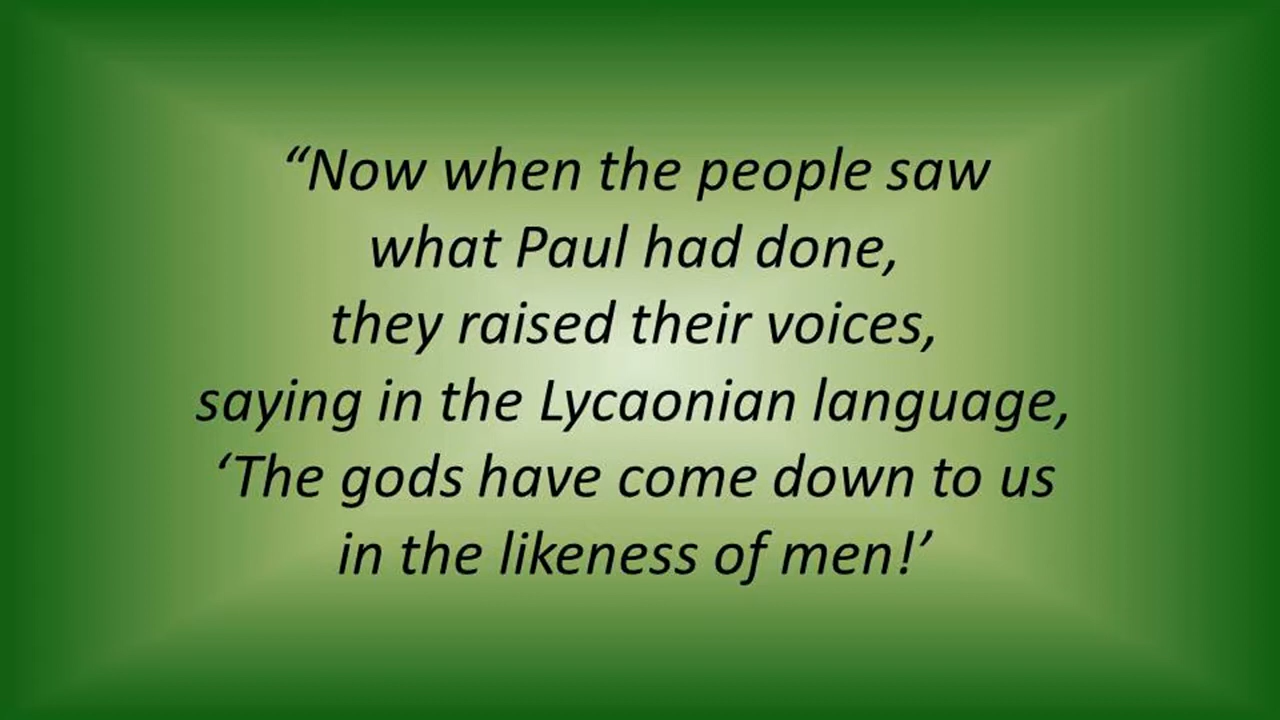 “Now when the people saw
what Paul had done,
they raised their voices,
saying in the Lycaonian language,
‘The gods have come down to us
in the likeness of men!’